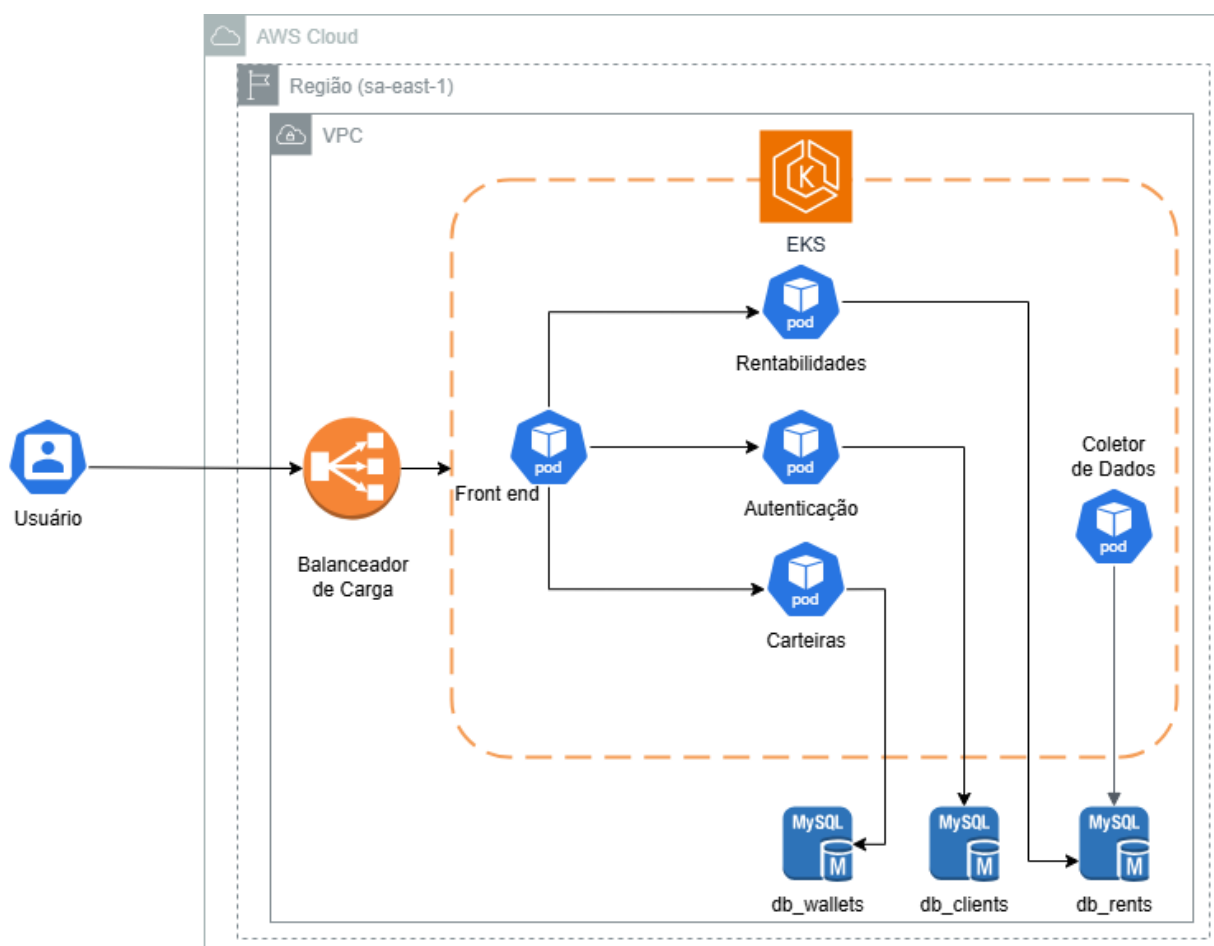 AWS Cloud
Região (sa-east-1)
VPC
K
EKS
pod
Rentabilidades
Usuário
Balanceador
de Carga
pod
Front end
pod
Autenticação
pod
Carteiras
Coletor
de Dados
pod
MySQL
M
db_wallets
MySQL
M
db_clients
MySQL
M
db_rents